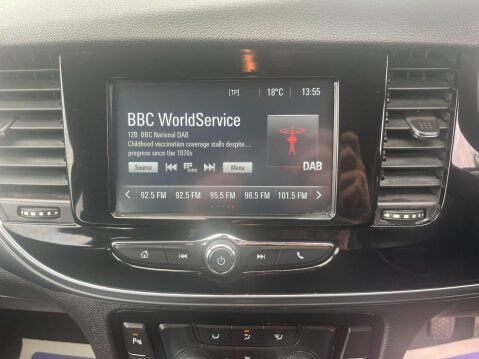 [TP] 18°C 13:55
BBC WorldService
12B BBC National DAB
Childhood vaccination coverage stalls despite...
progress since the 1970s
Source Menu
DAB
92.5 FM 92.5 FM 95.5 FM 98.5 FM 101.5 FM